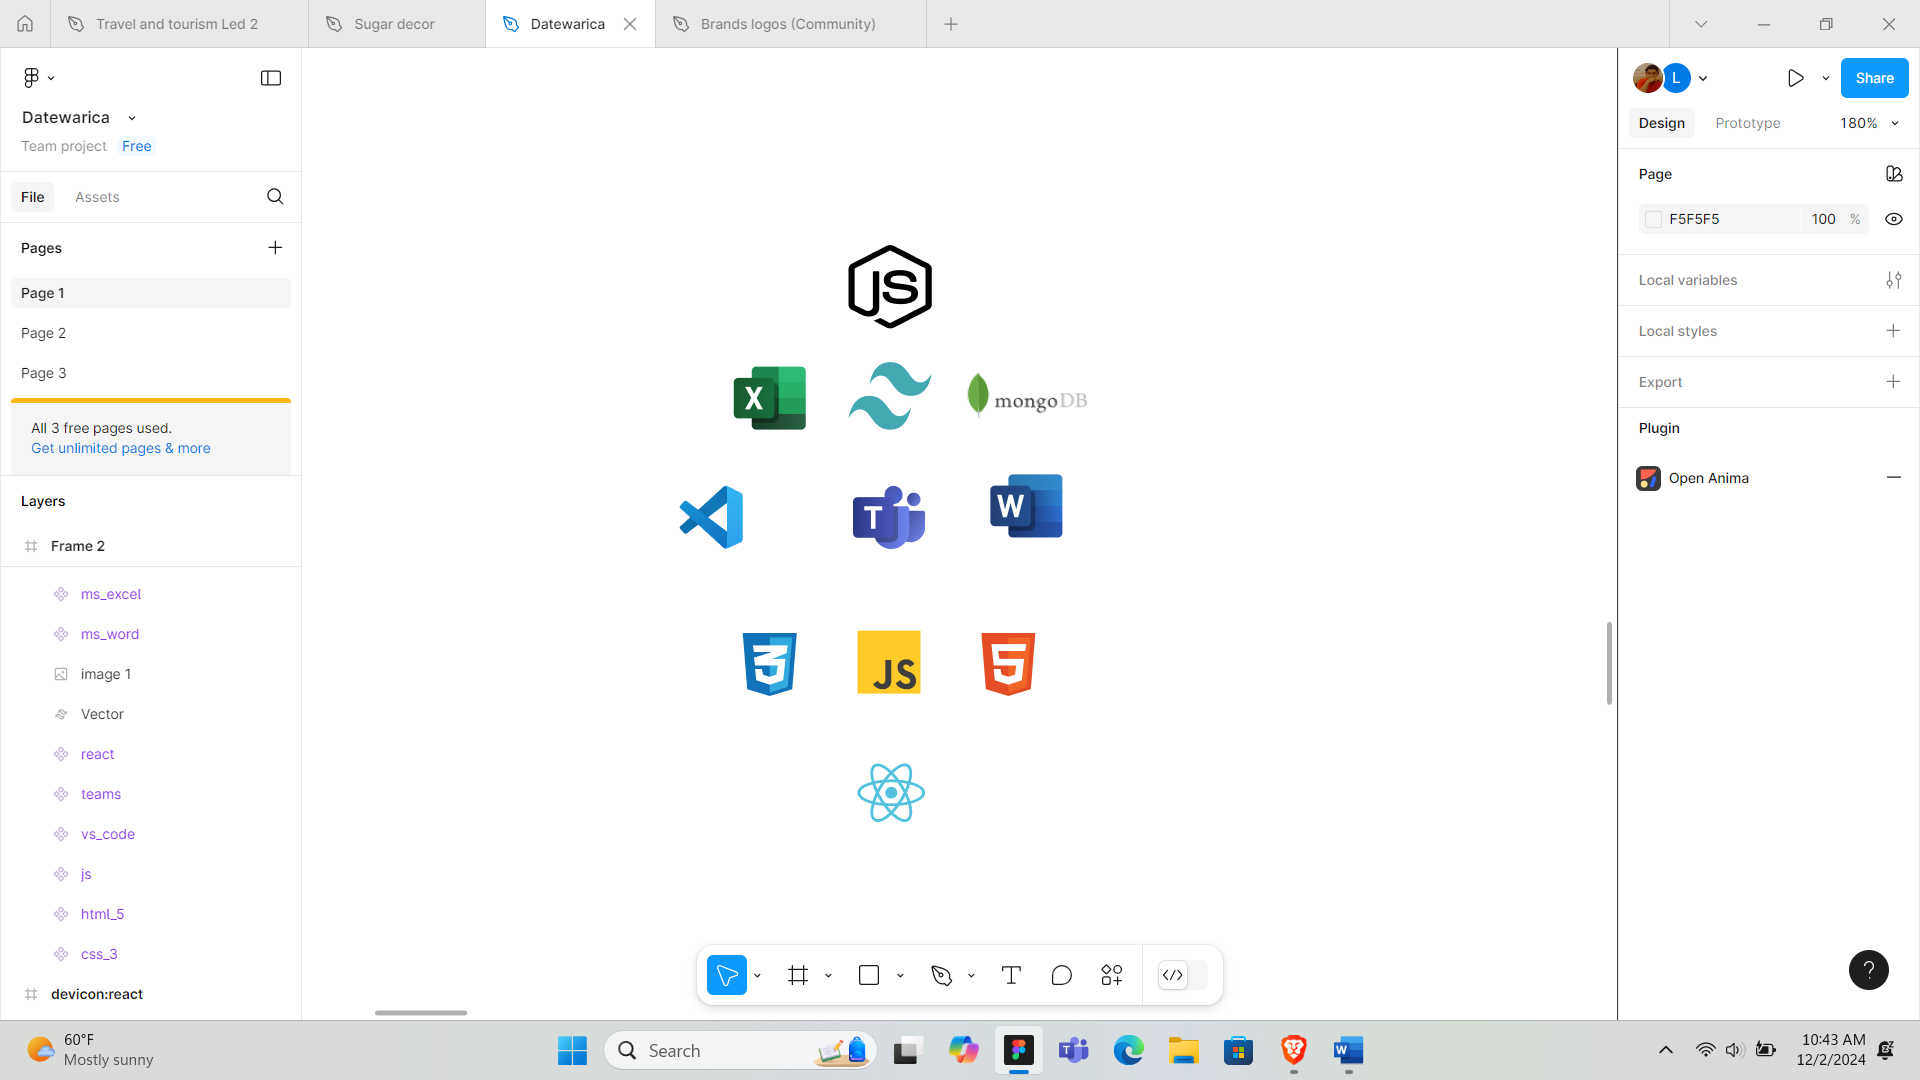 Travel and tourism Led 2
Sugar decor
Datewarica
Brands logos (Community)
Datewarica
Team project
Free
File
Assets
Pages
Page 1
Page 2
Page 3
All 3 free pages used.
Get unlimited pages & more
Layers
Frame 2
ms_excel
ms_word
image 1
Vector
react
teams
vs_code
js
html_5
css_3
devicon:react
JS
X
mongoDB
T
W
3
JS
5
L
Share
Design
Prototype
180%
Page
F5F5F5
100
%
Local variables
Local styles
Export
Plugin
Open Anima
?
60°F
Mostly sunny
Search
T
W
10:43 AM
12/2/2024